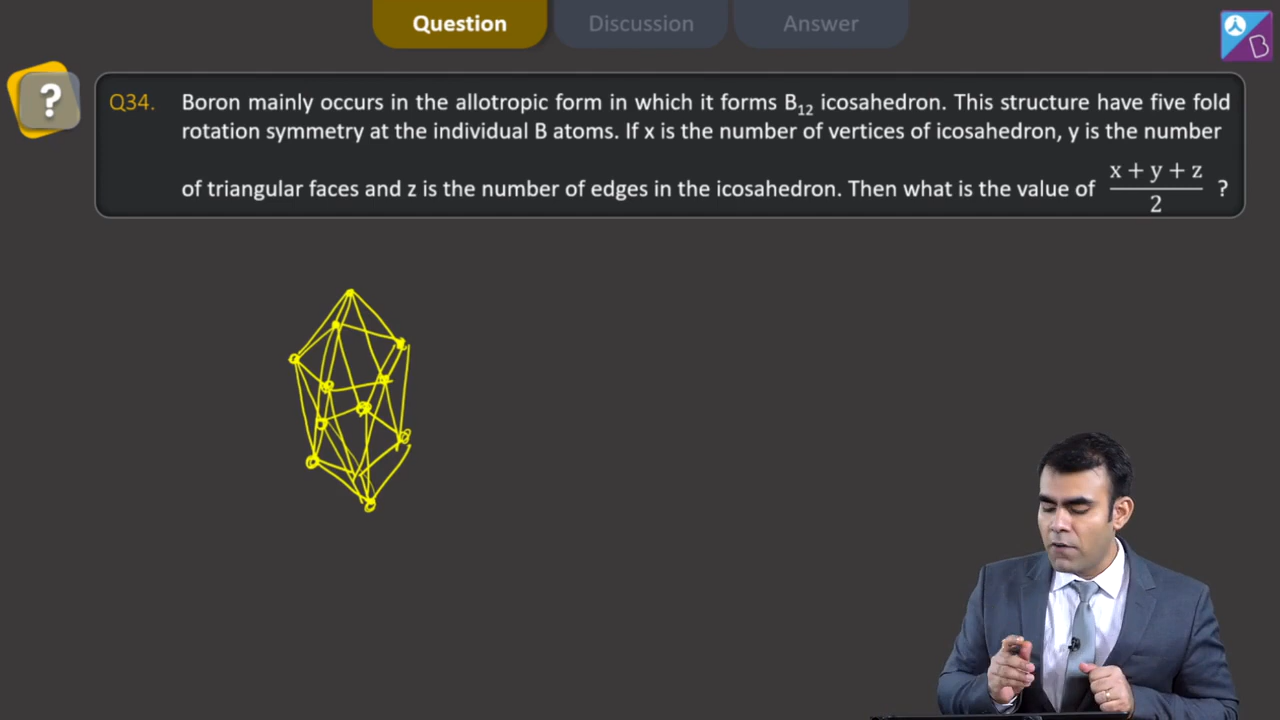 Question
Discussion
Answer
B
?
Q34. Boron mainly occurs in the allotropic form in which it forms B₁₂ icosahedron. This structure have five fold
rotation symmetry at the individual B atoms. If x is the number of vertices of icosahedron, y is the number
of triangular faces and z is the number of edges in the icosahedron. Then what is the value of (x + y + z)/2 ?